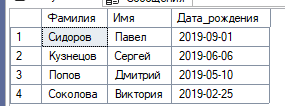 Фамилия Имя Дата_рождения
1 Сидоров Павел 2019-09-01
2 Кузнецов Сергей 2019-06-06
3 Попов Дмитрий 2019-05-10
4 Соколова Виктория 2019-02-25